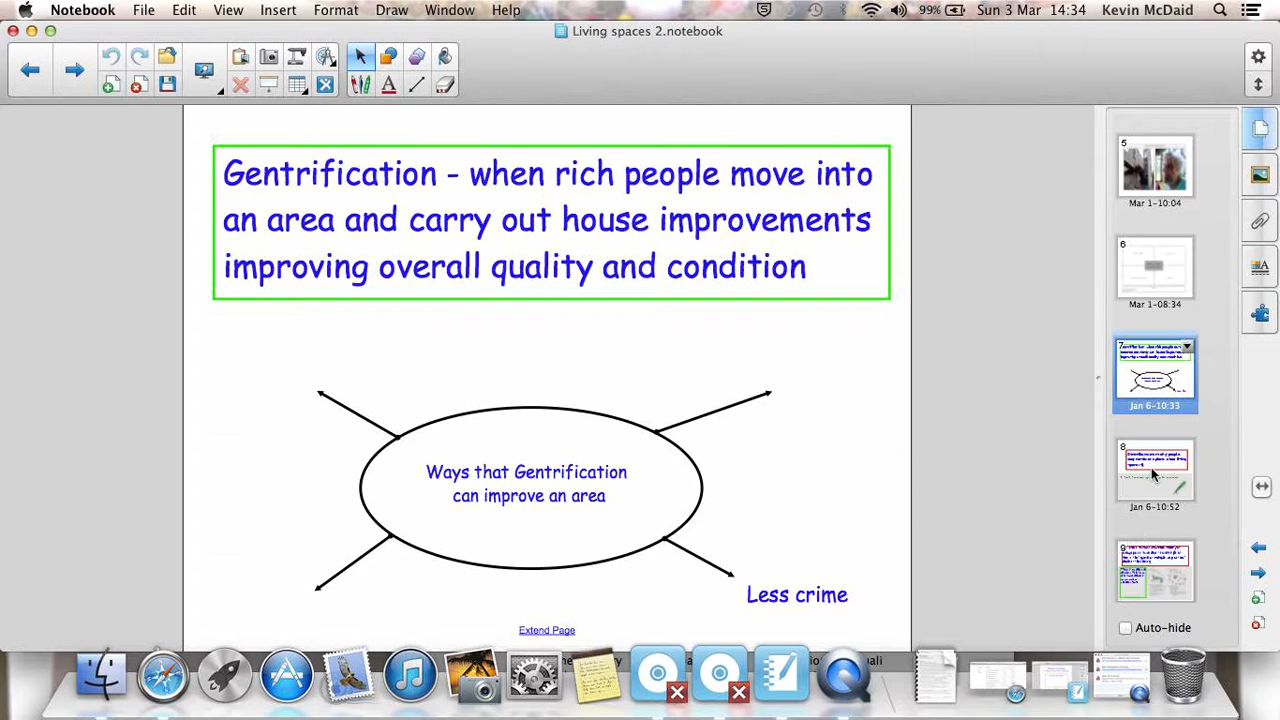 Notebook File Edit View Insert Format Draw Window Help 99% Sun 3 Mar 14:34 Kevin McDaid
Living spaces 2.notebook
Gentrification - when rich people move into
an area and carry out house improvements
improving overall quality and condition
Ways that Gentrification
can improve an area
Less crime
Extend Page
5
Mar 1-10:04
6
Mar 1-08:34
7
Jan 6-10:33
8
Jan 6-10:52
9
Auto-hide